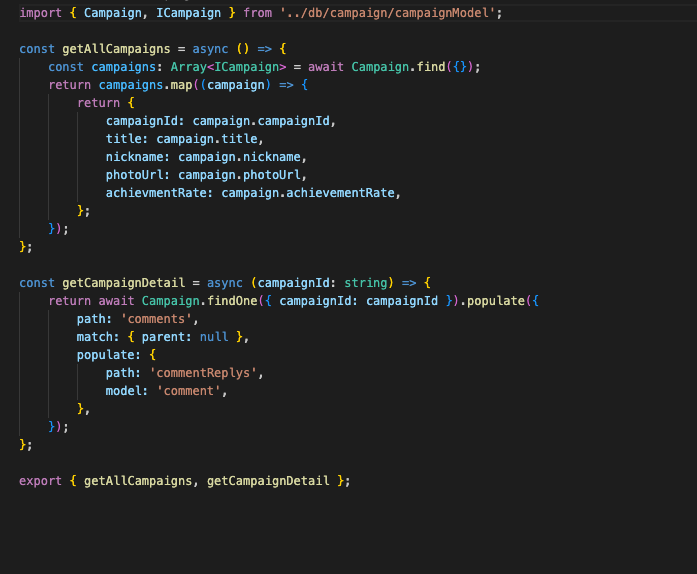 import { Campaign, ICampaign } from '../db/campaign/campaignModel';
const getAllCampaigns = async () => {
const campaigns: Array<ICampaign> = await Campaign.find({});
return campaigns.map((campaign) => {
return {
campaignId: campaign.campaignId,
title: campaign.title,
nickname: campaign.nickname,
photoUrl: campaign.photoUrl,
achievmentRate: campaign.achievementRate,
};
});
};
const getCampaignDetail = async (campaignId: string) => {
return await Campaign.findOne({ campaignId: campaignId }).populate({
path: 'comments',
match: { parent: null },
populate: {
path: 'commentReplys',
model: 'comment',
},
});
};
export { getAllCampaigns, getCampaignDetail };